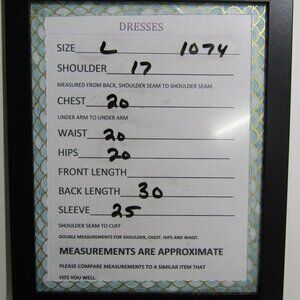 DRESSES
SIZE L 1074
SHOULDER 17
MEASURED FROM BACK, SHOULDER SEAM TO SHOULDER SEAM.
CHEST 20
UNDER ARM TO UNDER ARM
WAIST 20
HIPS 20
FRONT LENGTH
BACK LENGTH 30
SLEEVE 25
SHOULDER SEAM TO CUFF
DOUBLE MEASUREMENTS FOR SHOULDER, CHEST, HIPS AND WAIST.
MEASUREMENTS ARE APPROXIMATE
PLEASE COMPARE MEASUREMENTS TO A SIMILAR ITEM THAT
FITS YOU WELL.